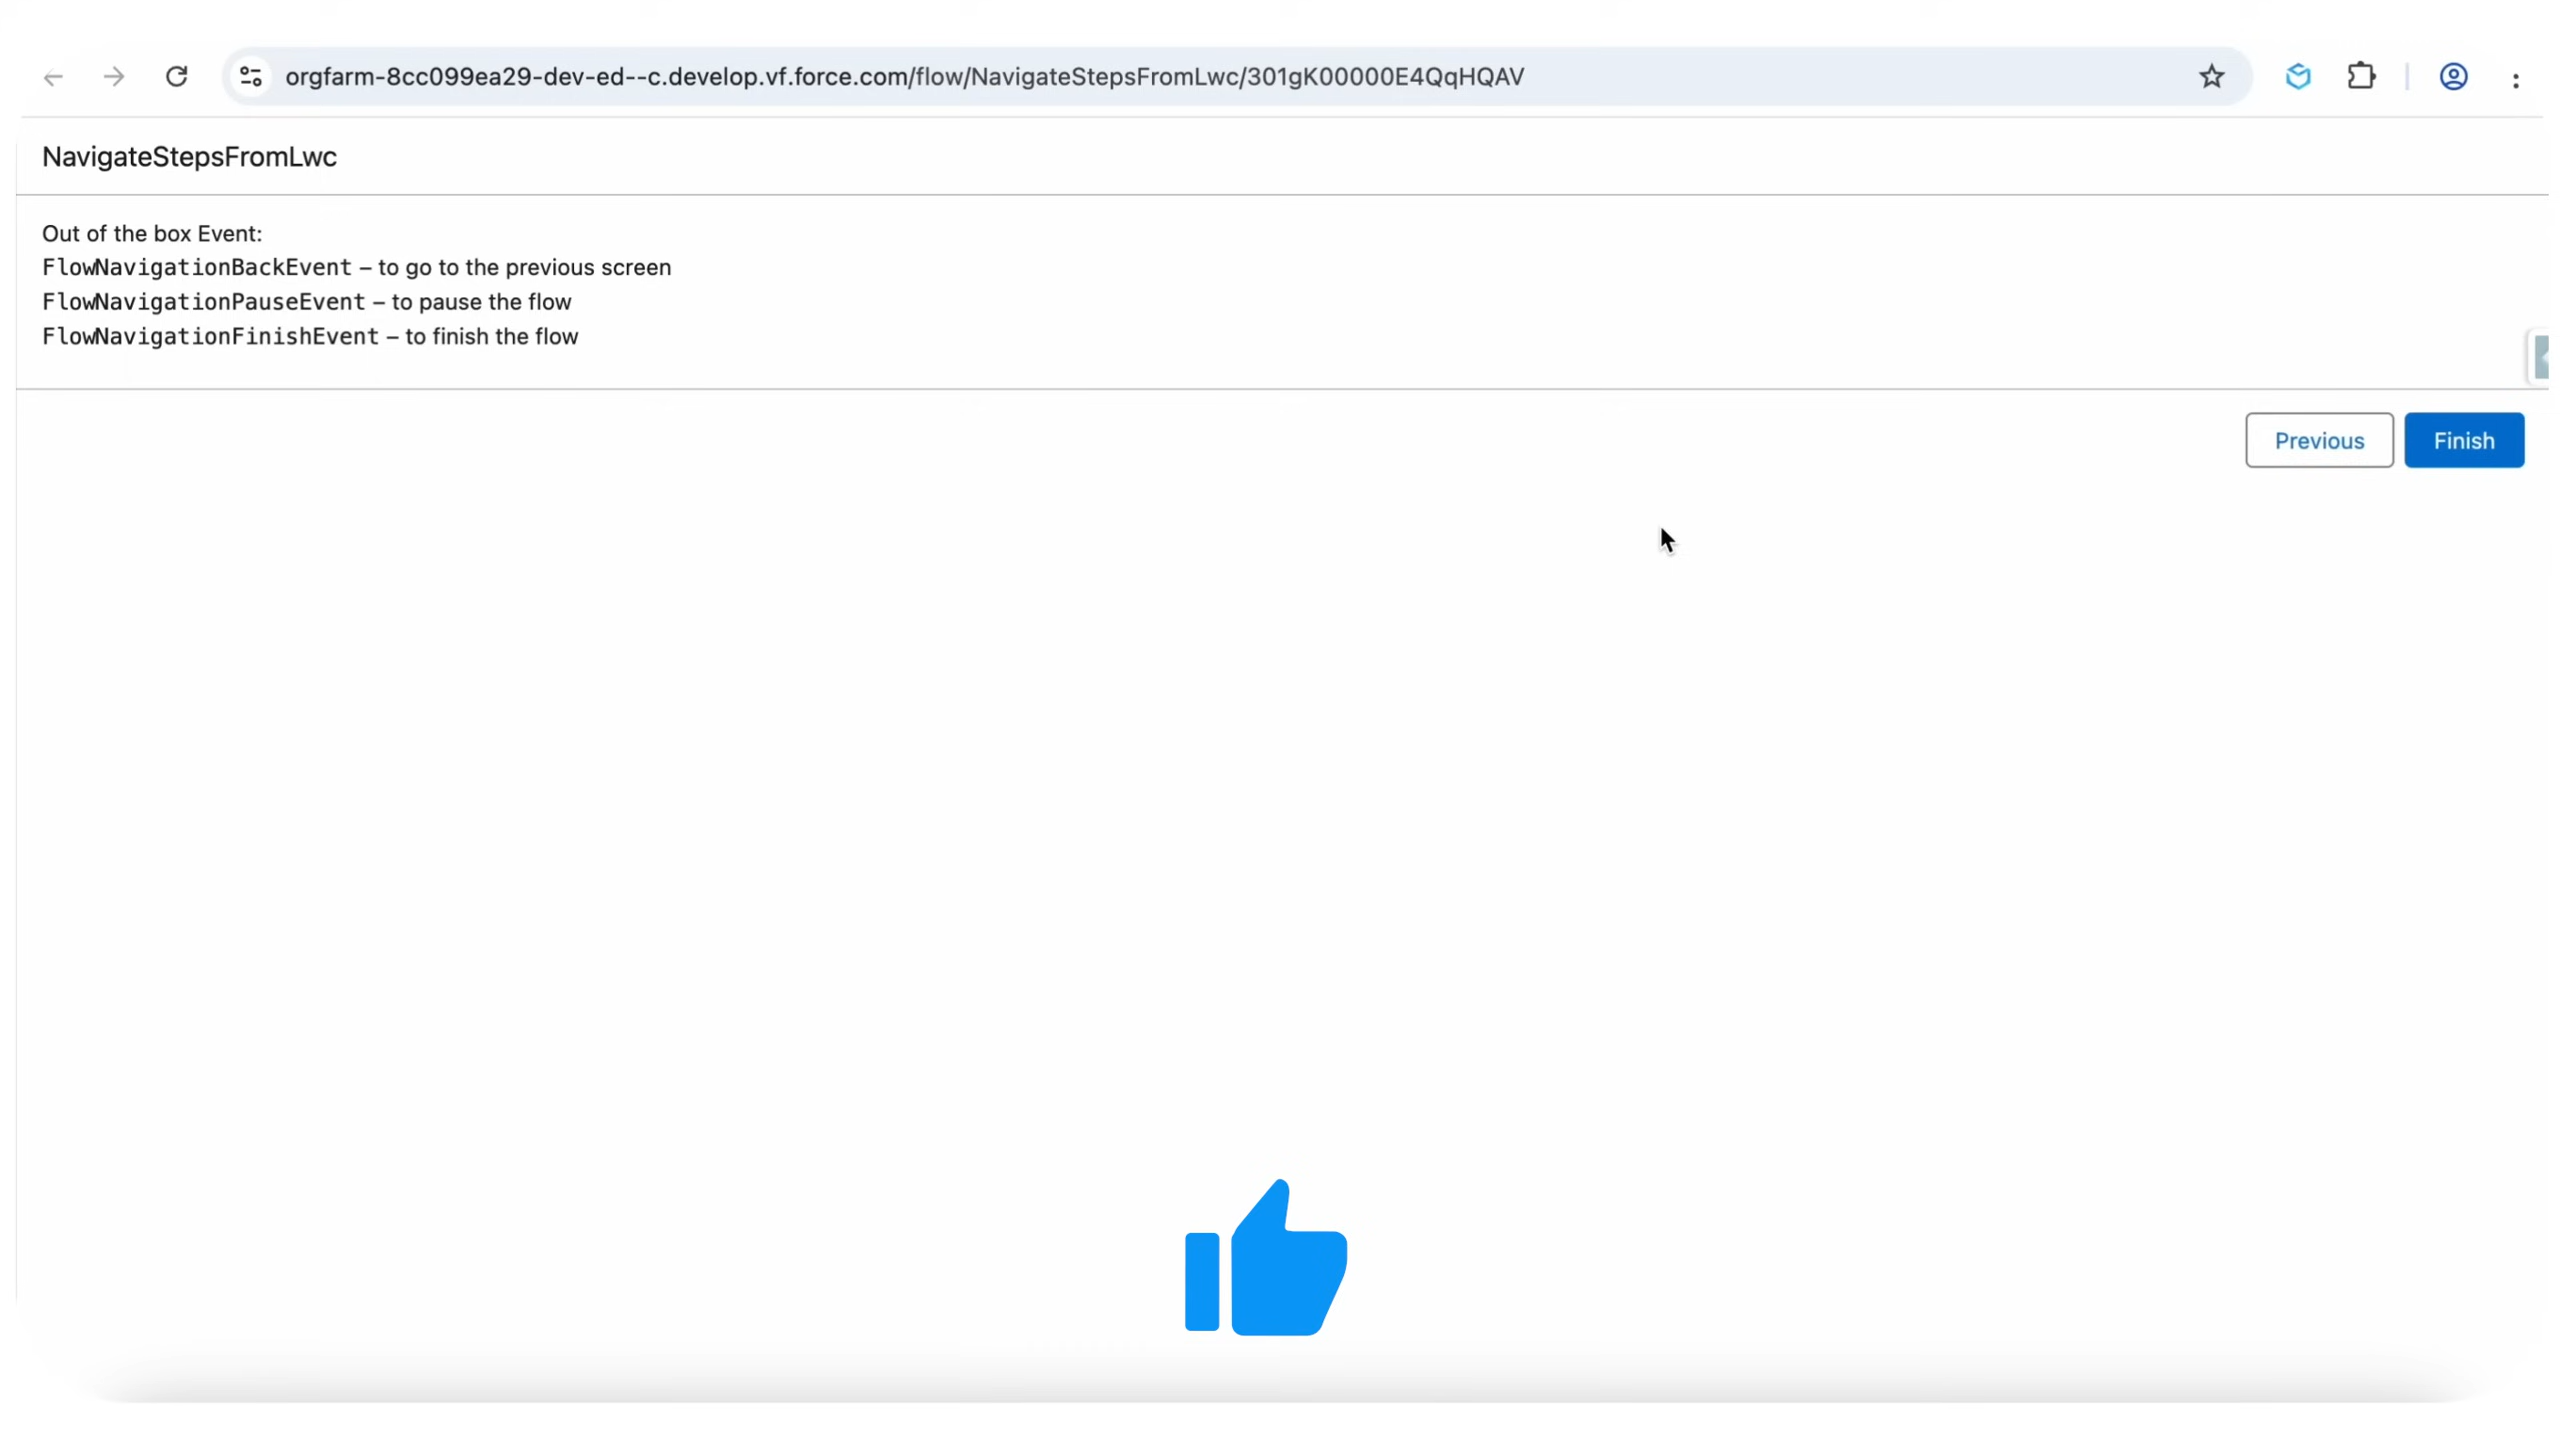 orgfarm-8cc099ea29-dev-ed--c.develop.vf.force.com/flow/NavigateStepsFromLwc/301gK00000E4QqHQAV
NavigateStepsFromLwc
Out of the box Event:
FlowNavigationBackEvent – to go to the previous screen
FlowNavigationPauseEvent – to pause the flow
FlowNavigationFinishEvent – to finish the flow
Previous Finish